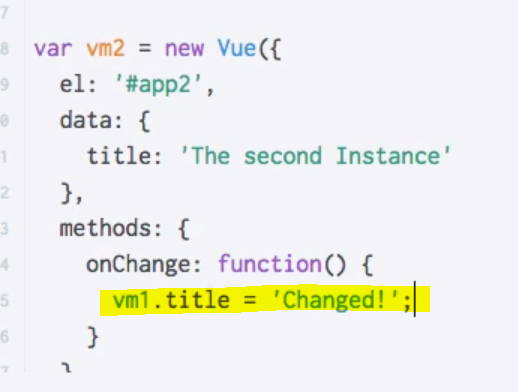 7
8 var vm2 = new Vue({
9 el: '#app2',
0 data: {
1 title: 'The second Instance'
2 },
3 methods: {
4 onChange: function() {
5 vm1.title = 'Changed!';
6 }
7 }